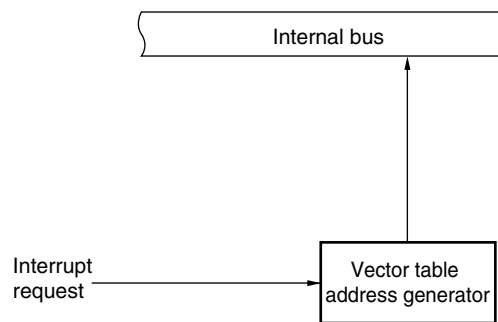 Internal bus
Interrupt
request
Vector table
address generator